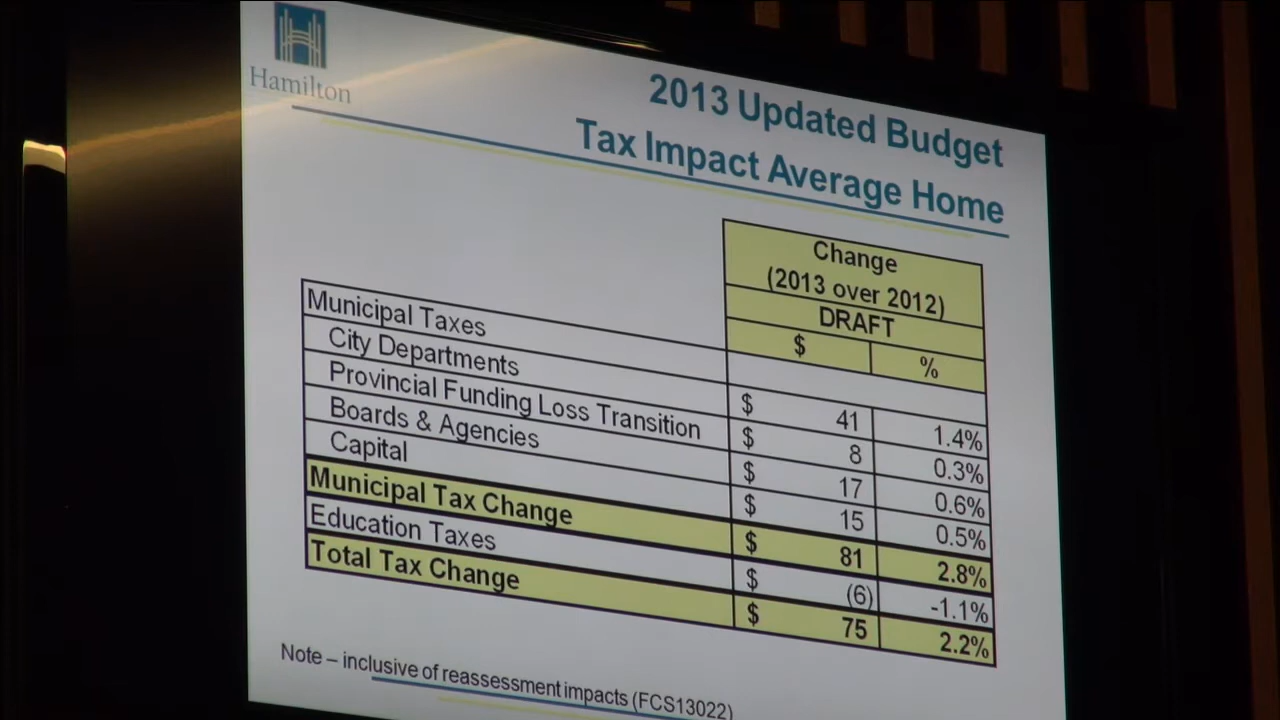 Hamilton
2013 Updated Budget
Tax Impact Average Home
Change
(2013 over 2012)
DRAFT
$ %
Municipal Taxes
City Departments $ 41 1.4%
Provincial Funding Loss Transition $ 8 0.3%
Boards & Agencies $ 17 0.6%
Capital $ 15 0.5%
Municipal Tax Change $ 81 2.8%
Education Taxes $ (6) -1.1%
Total Tax Change $ 75 2.2%
Note – inclusive of reassessment impacts (FCS13022)